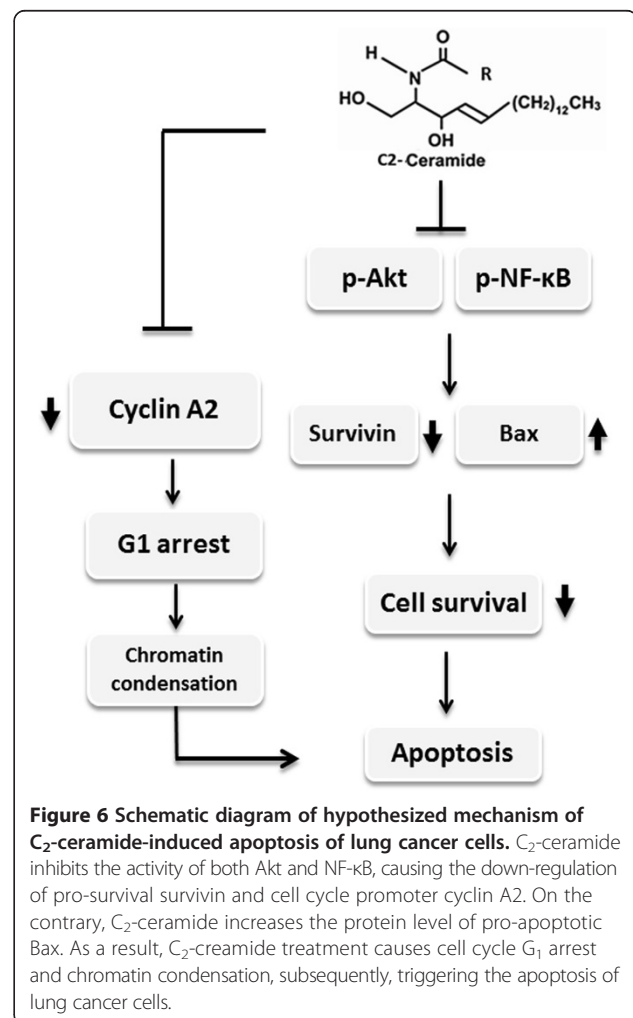 O
H
N
R
HO
(CH2)12CH3
OH
C2-Ceramide
p-Akt
p-NF-κB
Cyclin A2
Survivin
Bax
G1 arrest
Cell survival
Chromatin
condensation
Apoptosis
Figure 6 Schematic diagram of hypothesized mechanism of
C2-ceramide-induced apoptosis of lung cancer cells. C2-ceramide
inhibits the activity of both Akt and NF-κB, causing the down-regulation
of pro-survival survivin and cell cycle promoter cyclin A2. On the
contrary, C2-ceramide increases the protein level of pro-apoptotic
Bax. As a result, C2-creamide treatment causes cell cycle G1 arrest
and chromatin condensation, subsequently, triggering the apoptosis of
lung cancer cells.